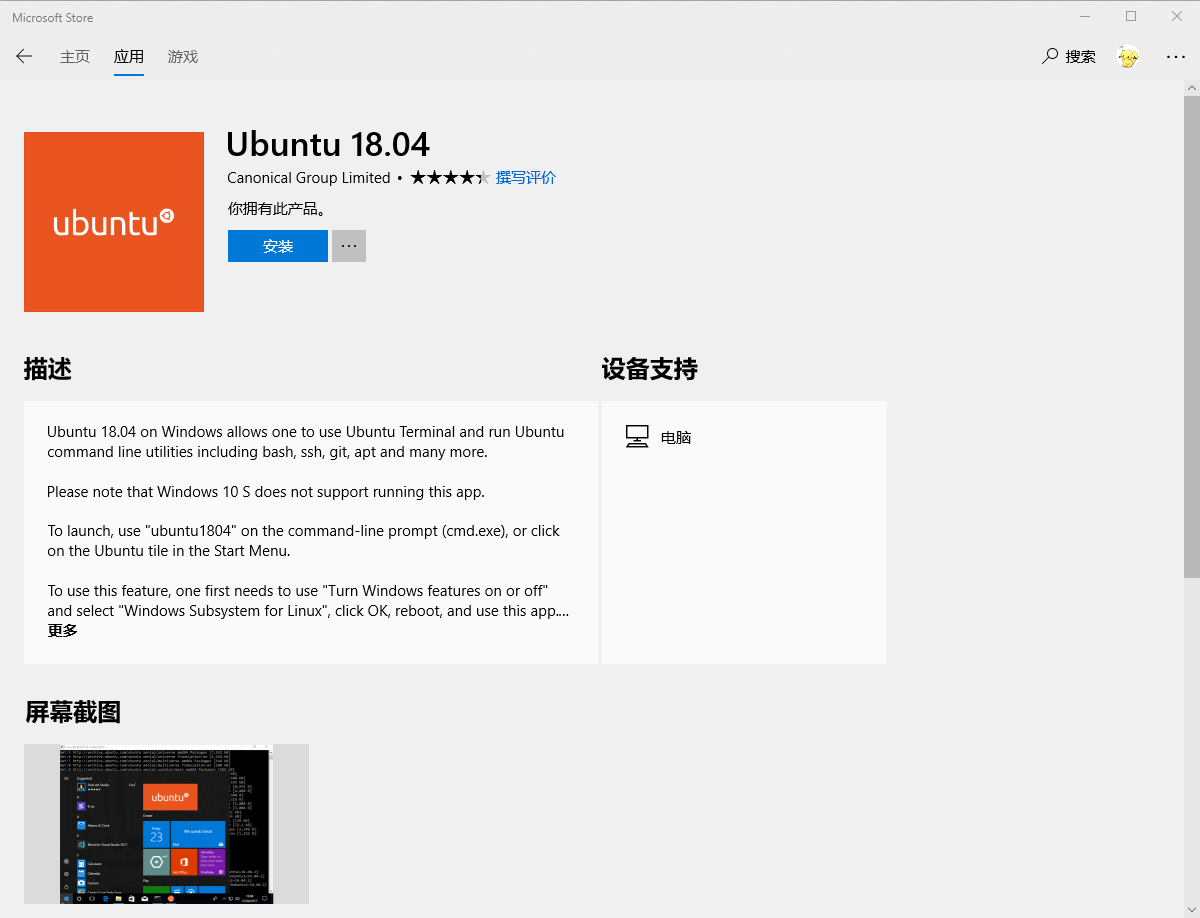 Microsoft Store
主页 应用 游戏 搜索
Ubuntu 18.04
Canonical Group Limited • 撰写评价
你拥有此产品。
安装 ···
ubuntu
描述
设备支持
Ubuntu 18.04 on Windows allows one to use Ubuntu Terminal and run Ubuntu
command line utilities including bash, ssh, git, apt and many more.
Please note that Windows 10 S does not support running this app.
To launch, use "ubuntu1804" on the command-line prompt (cmd.exe), or click
on the Ubuntu tile in the Start Menu.
To use this feature, one first needs to use "Turn Windows features on or off"
and select "Windows Subsystem for Linux", click OK, reboot, and use this app....
更多
电脑
屏幕截图
ubuntu
23